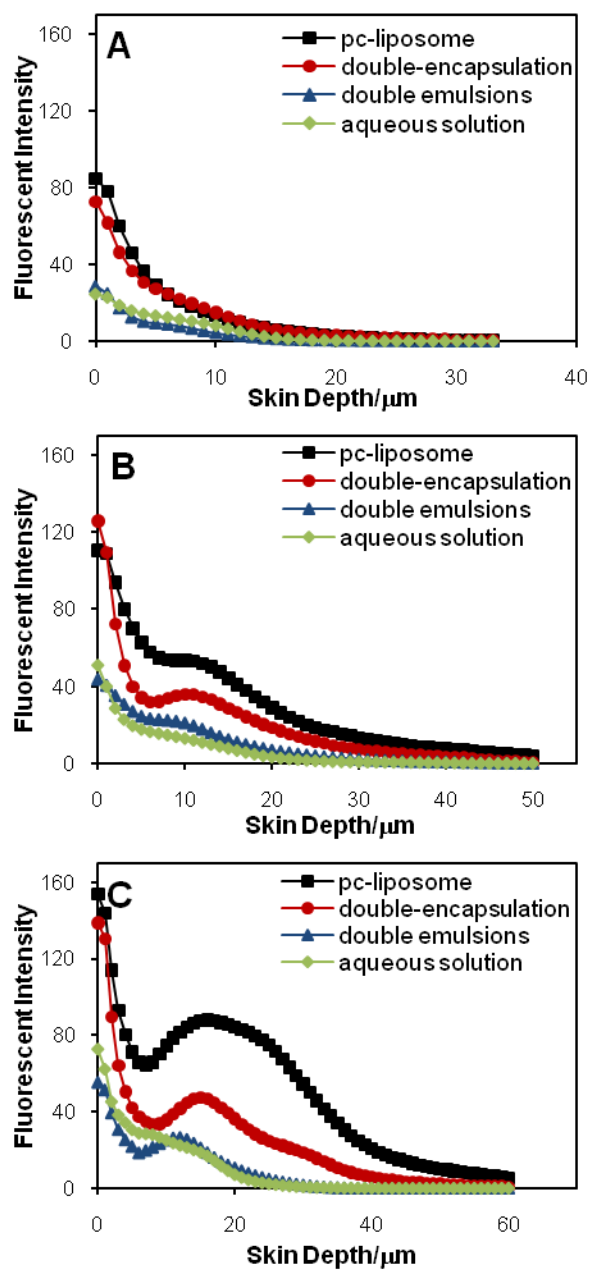 A
160
120
80
40
0
Fluorescent Intensity
pc-liposome
double-encapsulation
double emulsions
aqueous solution
0 10 20 30 40
Skin Depth/μm
B
160
120
80
40
0
Fluorescent Intensity
pc-liposome
double-encapsulation
double emulsions
aqueous solution
0 10 20 30 40 50
Skin Depth/μm
C
160
120
80
40
0
Fluorescent Intensity
pc-liposome
double-encapsulation
double emulsions
aqueous solution
0 20 40 60
Skin Depth/μm